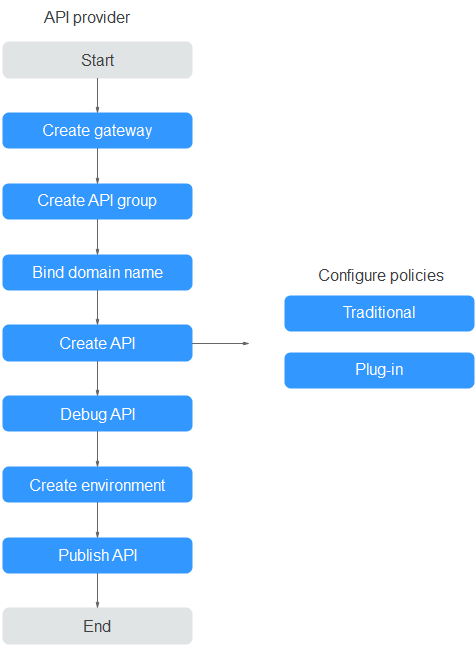 API provider
Start
Create gateway
Create API group
Bind domain name
Create API
Debug API
Create environment
Publish API
End
Configure policies
Traditional
Plug-in